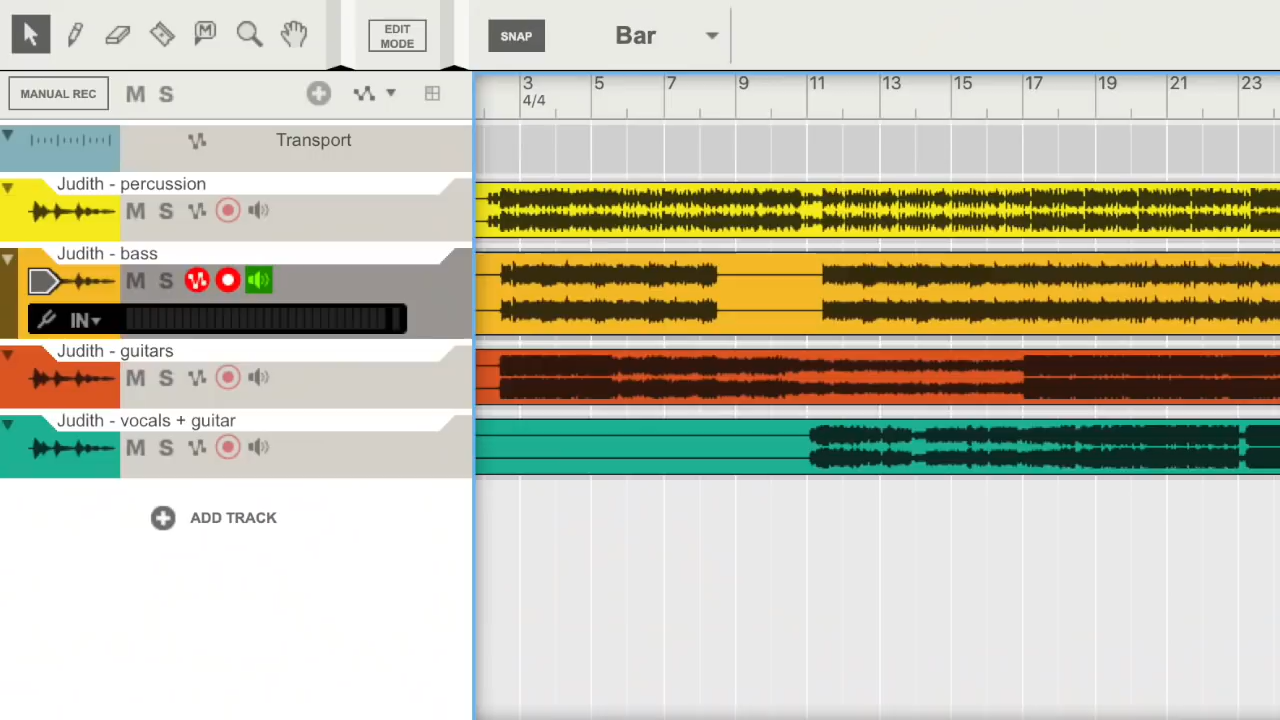 EDIT
MODE
SNAP
Bar
MANUAL REC
M S
3 5 7 9 11 13 15 17 19 21 23
4/4
Transport
Judith - percussion
M S
Judith - bass
M S
IN
Judith - guitars
M S
Judith - vocals + guitar
M S
ADD TRACK